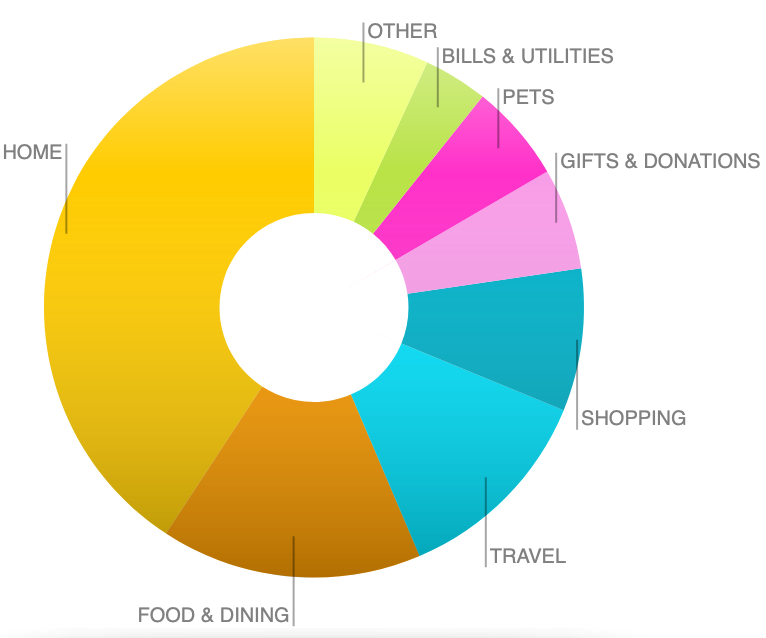 OTHER
BILLS & UTILITIES
PETS
HOME
GIFTS & DONATIONS
SHOPPING
TRAVEL
FOOD & DINING